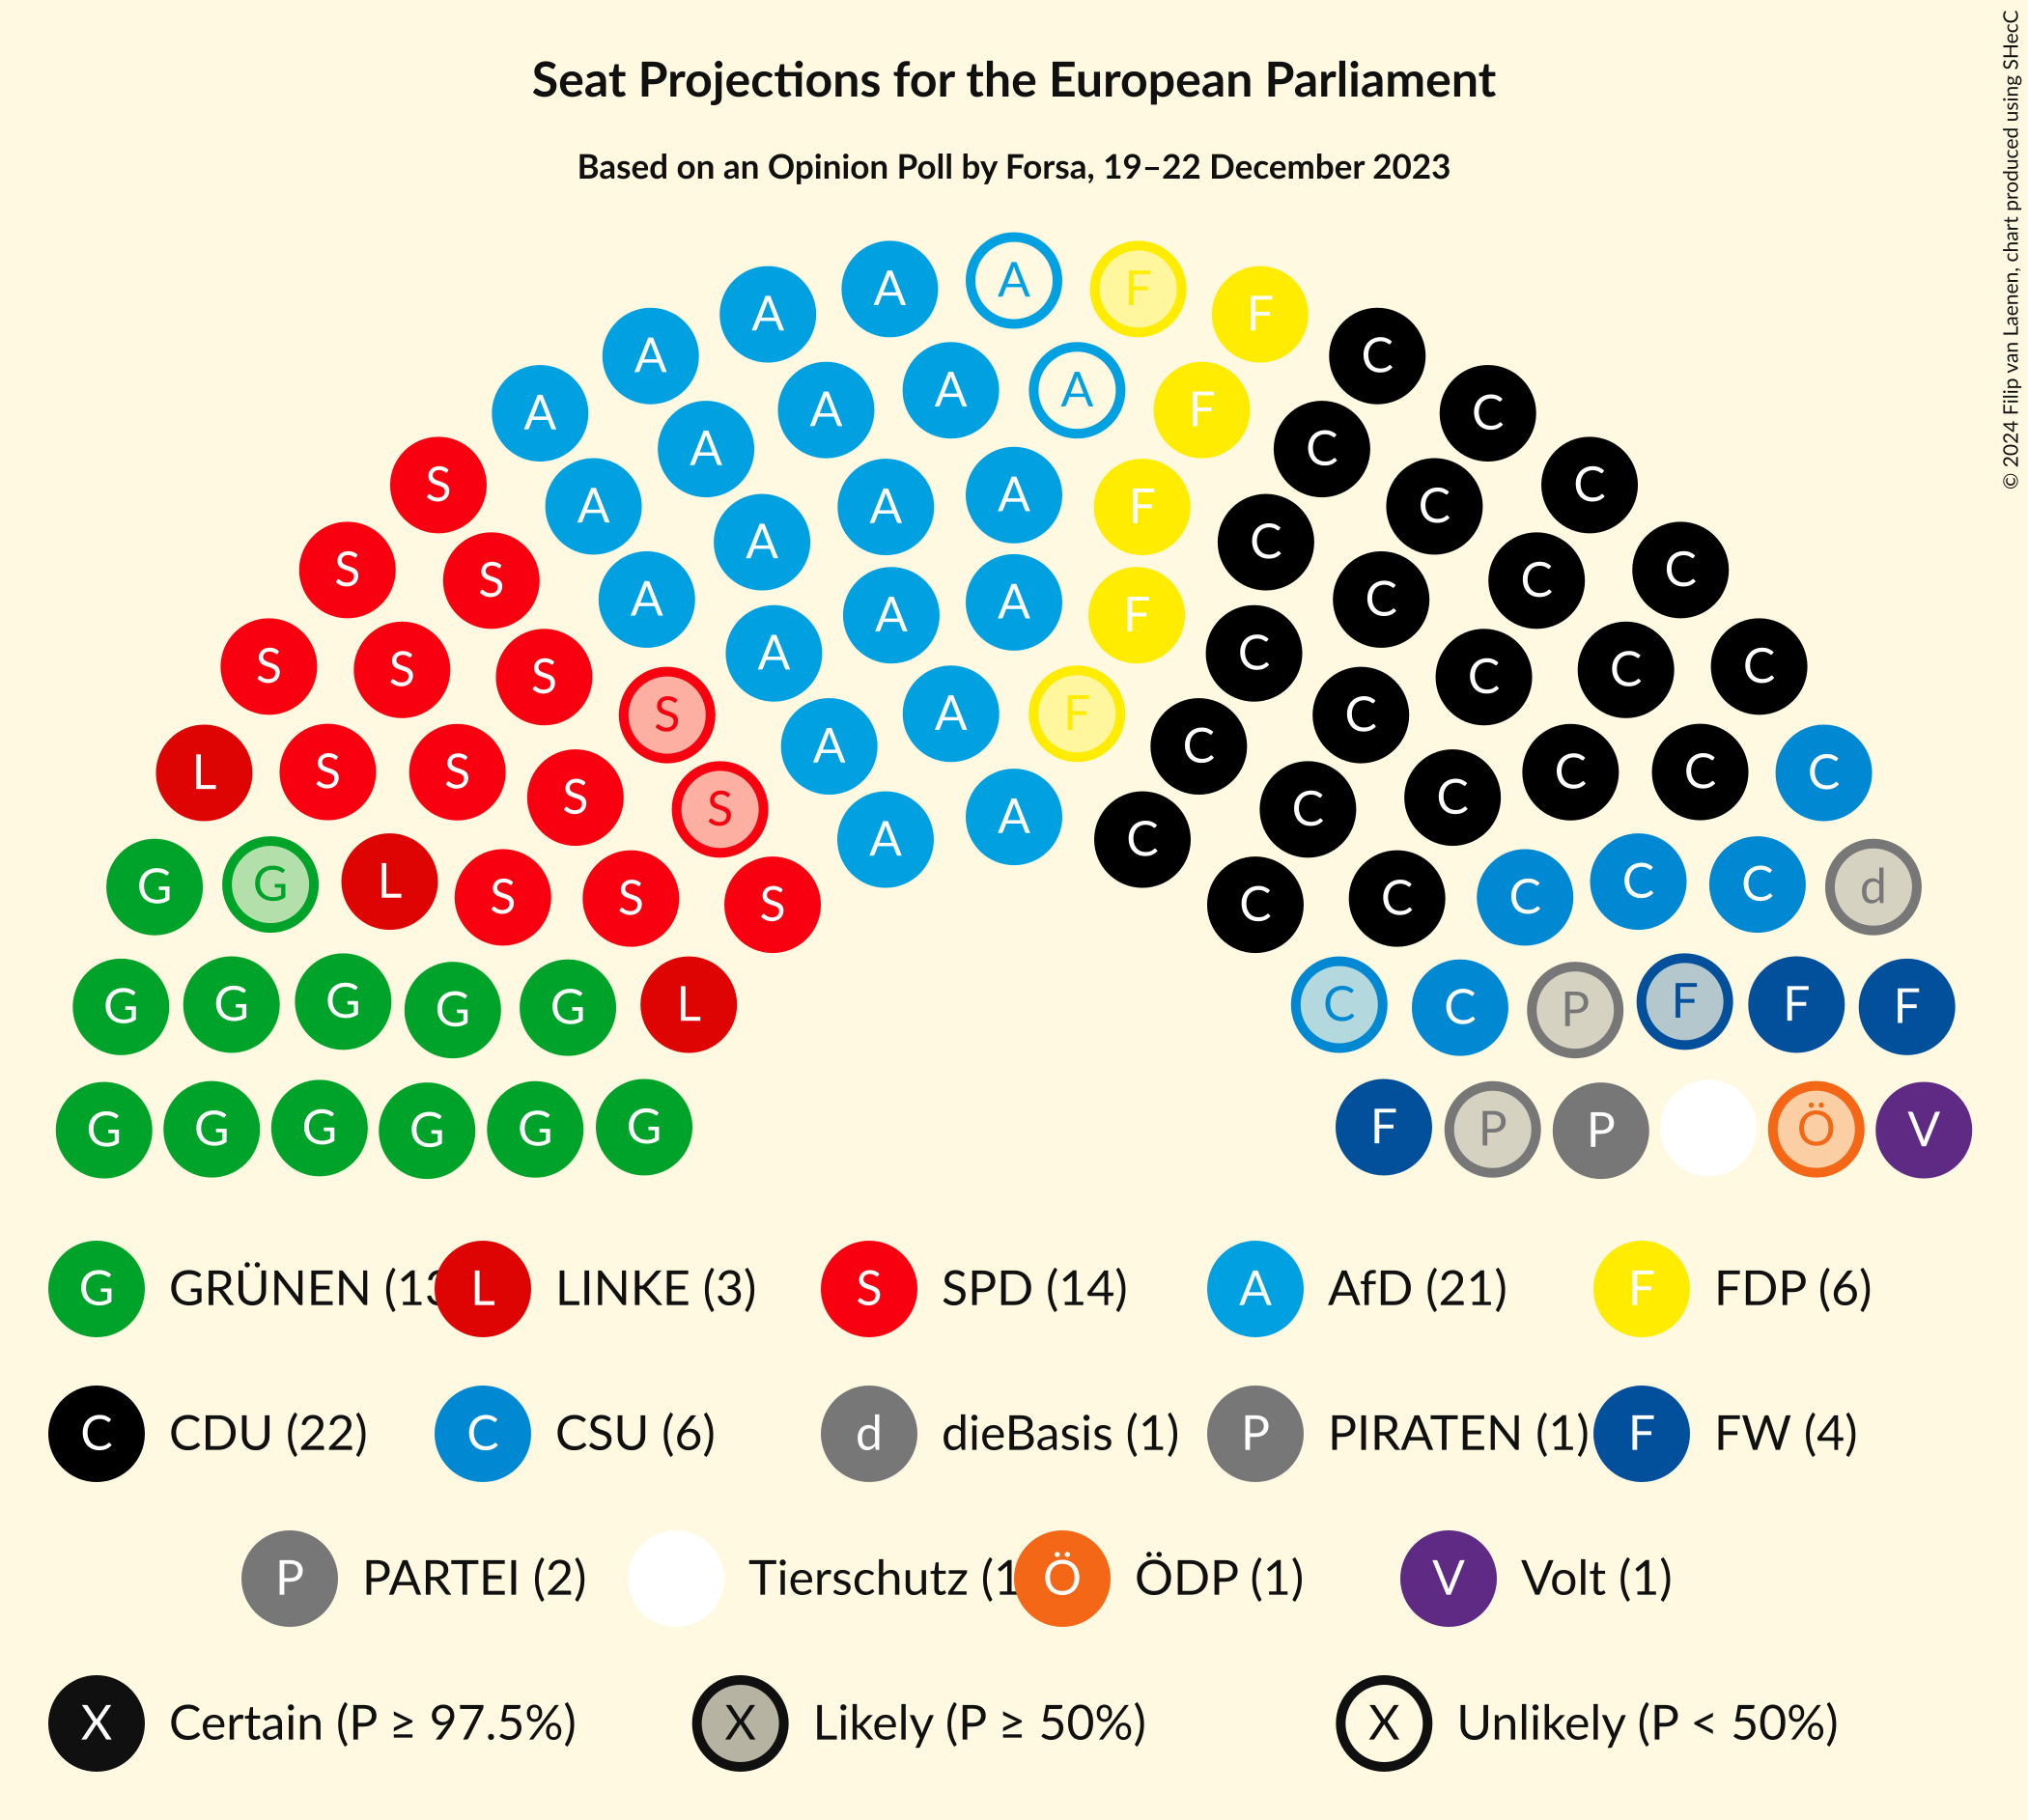 © 2024 Filip van Laenen, chart produced using SHecC
Seat Projections for the European Parliament
Based on an Opinion Poll by Forsa, 19–22 December 2023
A A A F F
A C
A A
A A F C
A C
S A C
A A F C
A C
S S C C
A A A F C
S S S A C C C C
S A F C
A C
L S S S S C C C C C
A A C
G G L S S S C C C C C d
G G G G G L C C P F F F
G G G G G G F P P Ö V
G GRÜNEN (13 L LINKE (3) S SPD (14) A AfD (21) F FDP (6)
C CDU (22) C CSU (6) d dieBasis (1) P PIRATEN (1) F FW (4)
P PARTEI (2) Tierschutz (1 Ö ÖDP (1) V Volt (1)
X Certain (P ≥ 97.5%) X Likely (P ≥ 50%) X Unlikely (P < 50%)